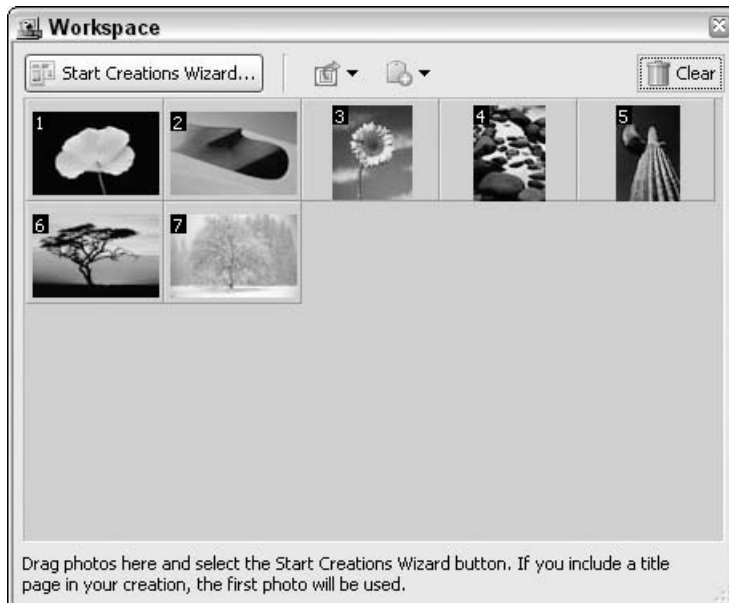 Workspace
Start Creations Wizard... Clear
1 2 3 4 5
6 7
Drag photos here and select the Start Creations Wizard button. If you include a title
page in your creation, the first photo will be used.